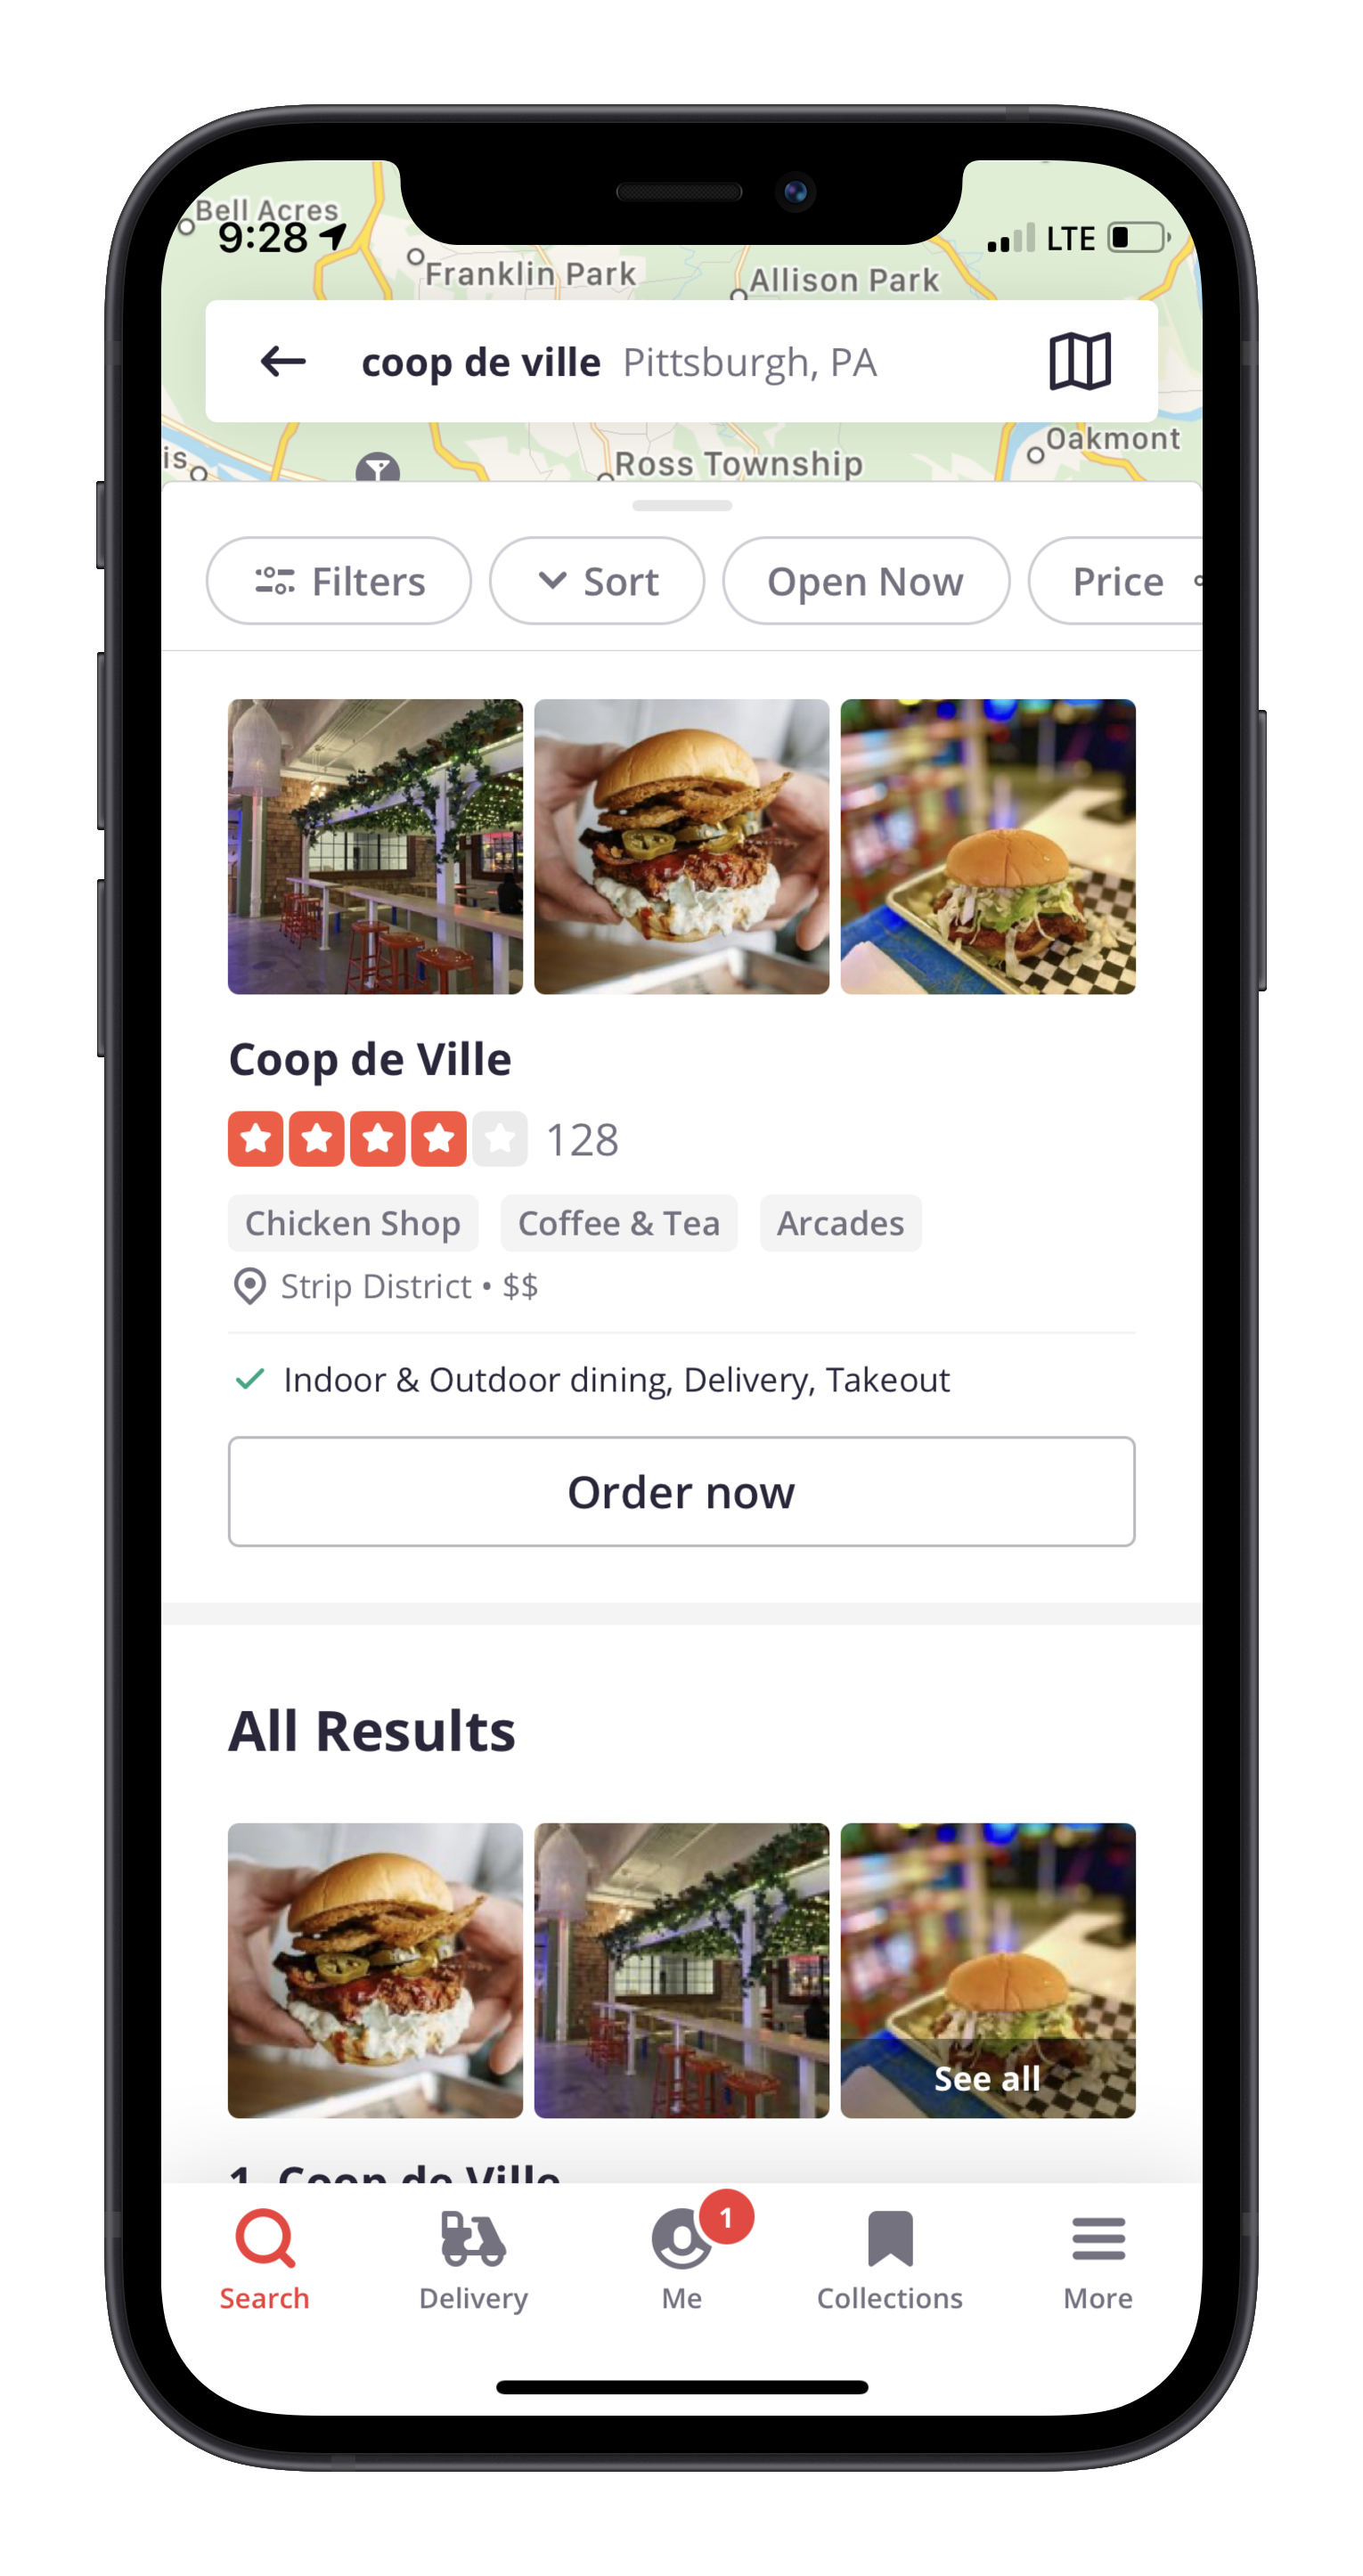 Bell Acres
9:28
LTE
Franklin Park
Allison Park
coop de ville Pittsburgh, PA
Oakmont
is
Ross Township
Filters
Sort
Open Now
Price
Coop de Ville
128
Chicken Shop
Coffee & Tea
Arcades
Strip District • $$
Indoor & Outdoor dining, Delivery, Takeout
Order now
All Results
See all
1. Coop de Ville
1
Search
Delivery
Me
Collections
More